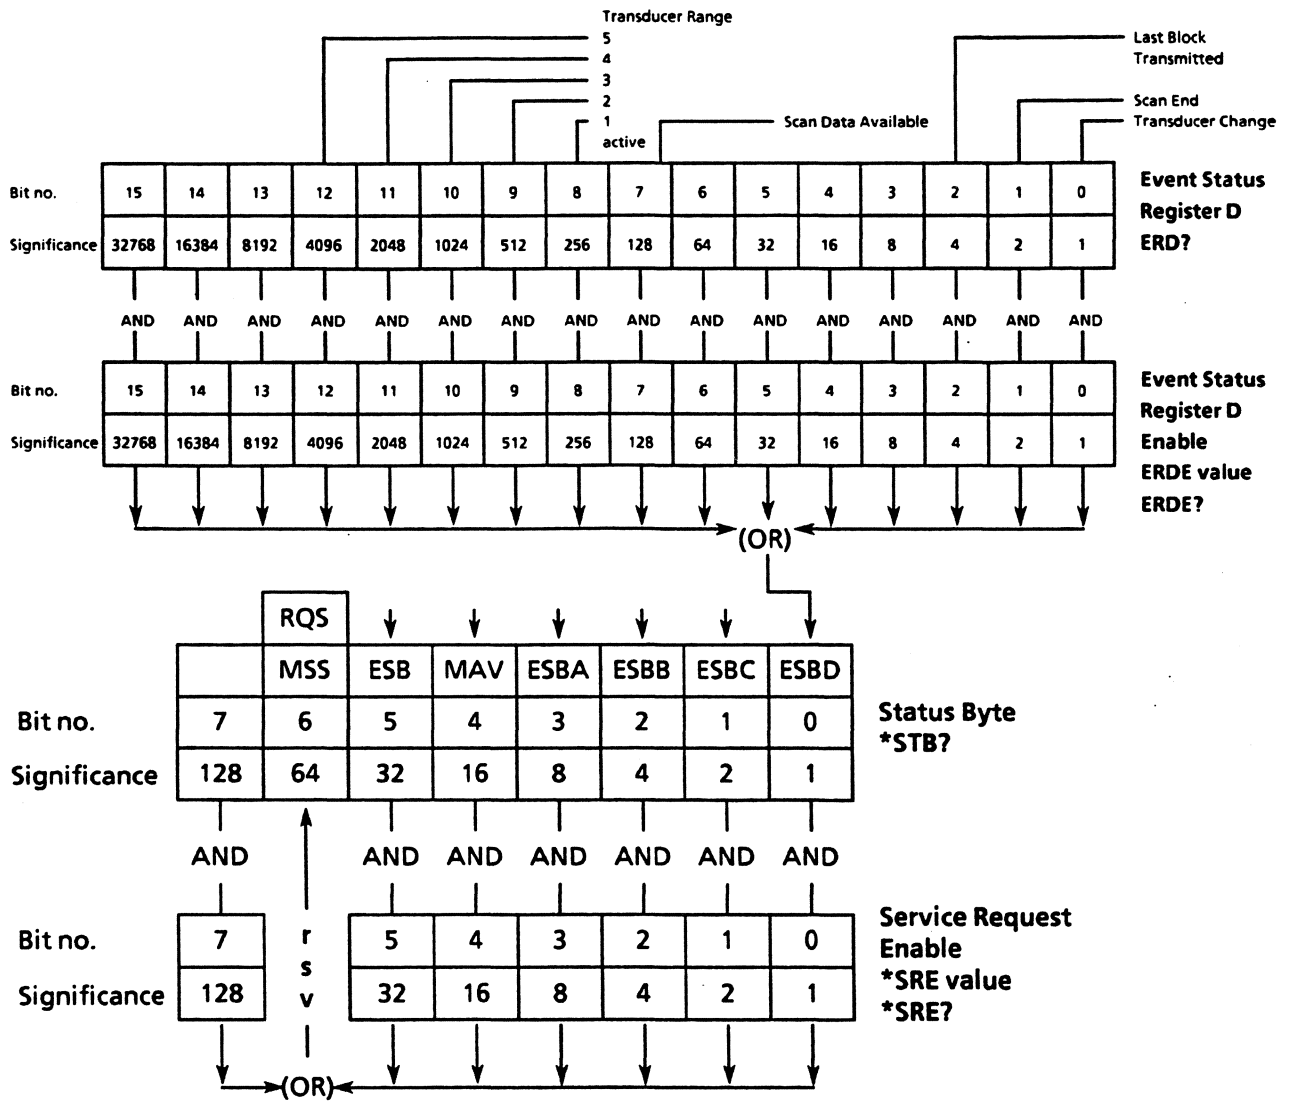 Transducer Range
5
4
3
2
1
active
Scan Data Available
Last Block
Transmitted
Scan End
Transducer Change
Bit no. 15 14 13 12 11 10 9 8 7 6 5 4 3 2 1 0
Significance 32768 16384 8192 4096 2048 1024 512 256 128 64 32 16 8 4 2 1
Event Status
Register D
ERD?
AND AND AND AND AND AND AND AND AND AND AND AND AND AND AND AND
Bit no. 15 14 13 12 11 10 9 8 7 6 5 4 3 2 1 0
Significance 32768 16384 8192 4096 2048 1024 512 256 128 64 32 16 8 4 2 1
Event Status
Register D
Enable
ERDE value
ERDE?
(OR)
RQS
MSS ESB MAV ESBA ESBB ESBC ESBD
Bit no. 7 6 5 4 3 2 1 0
Significance 128 64 32 16 8 4 2 1
Status Byte
*STB?
AND AND AND AND AND AND AND
Bit no. 7 5 4 3 2 1 0
Significance 128 32 16 8 4 2 1
r
s
v
Service Request
Enable
*SRE value
*SRE?
(OR)